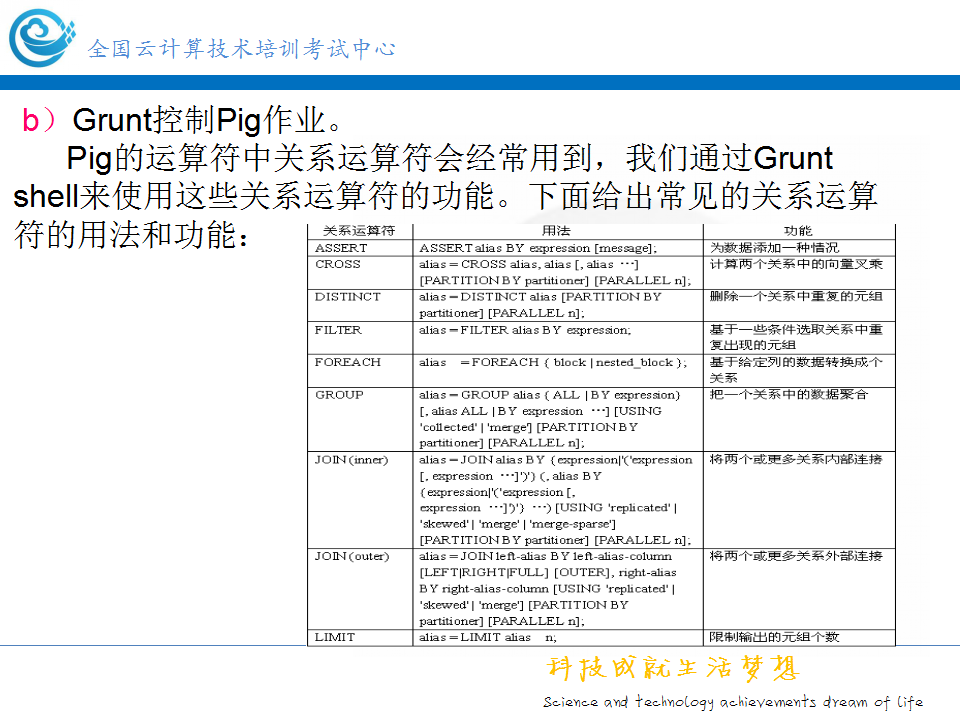 全国云计算技术培训考试中心
b）Grunt控制Pig作业。
Pig的运算符中关系运算符会经常用到，我们通过Grunt
shell来使用这些关系运算符的功能。下面给出常见的关系运算
符的用法和功能：
关系运算符 用法 功能
ASSERT ASSERT alias BY expression [message]; 为数据添加一种情况
CROSS alias＝CROSS alias, alias [, alias …] 计算两个关系中的向量叉乘
[PARTITION BY partitioner] [PARALLEL n];
DISTINCT alias＝DISTINCT alias [PARTITION BY 删除一个关系中重复的元组
partitioner] [PARALLEL n];
FILTER alias＝FILTER alias BY expression; 基于一些条件选取关系中重
复出现的元组
FOREACH alias ＝FOREACH { block | nested_block }; 基于给定列的数据转换成个
关系
GROUP alias＝GROUP alias { ALL | BY expression} 把一个关系中的数据聚合
[, alias ALL | BY expression …] [USING
'collected' | 'merge'] [PARTITION BY
partitioner] [PARALLEL n];
JOIN (inner) alias＝JOIN alias BY {expression|'('expression 将两个或更多关系内部连接
[, expression …]')'} (, alias BY
{expression|'('expression [,
expression …]')'} …) [USING 'replicated' |
'skewed' | 'merge' | 'merge-sparse']
[PARTITION BY partitioner] [PARALLEL n];
JOIN (outer) alias＝JOIN left-alias BY left-alias-column 将两个或更多关系外部连接
[LEFT|RIGHT|FULL] [OUTER], right-alias
BY right-alias-column [USING 'replicated' |
'skewed' | 'merge'] [PARTITION BY
partitioner] [PARALLEL n];
LIMIT alias＝LIMIT alias n; 限制输出的元组个数
科技成就生活梦想
Science and technology achievements dream of life